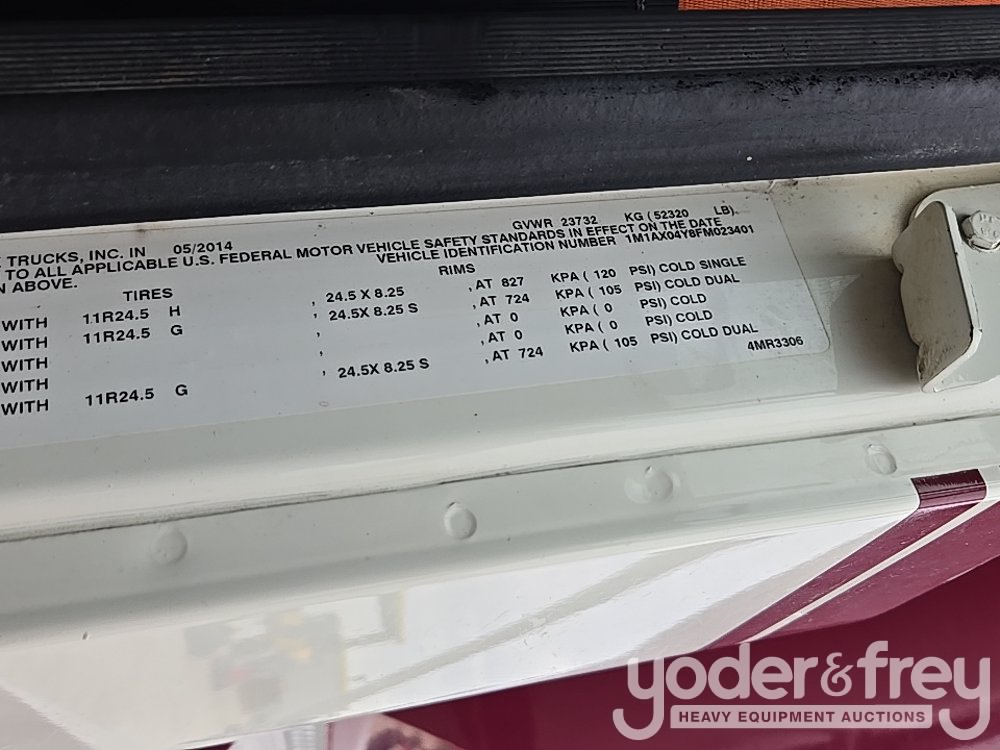 GVWR 23732 KG ( 52320 LB).
TRUCKS, INC. IN 05/2014
TO ALL APPLICABLE U.S. FEDERAL MOTOR VEHICLE SAFETY STANDARDS IN EFFECT ON THE DATE
N ABOVE. VEHICLE IDENTIFICATION NUMBER 1M1AX04Y8FM023401
TIRES RIMS
WITH 11R24.5 H , 24.5 X 8.25 , AT 827 KPA ( 120 PSI) COLD SINGLE
WITH 11R24.5 G , 24.5X 8.25 S , AT 724 KPA ( 105 PSI) COLD DUAL
WITH , , AT 0 KPA ( 0 PSI) COLD
WITH , , AT 0 KPA ( 0 PSI) COLD
WITH 11R24.5 G , 24.5X 8.25 S , AT 724 KPA ( 105 PSI) COLD DUAL
4MR3306
yoder&frey
HEAVY EQUIPMENT AUCTIONS